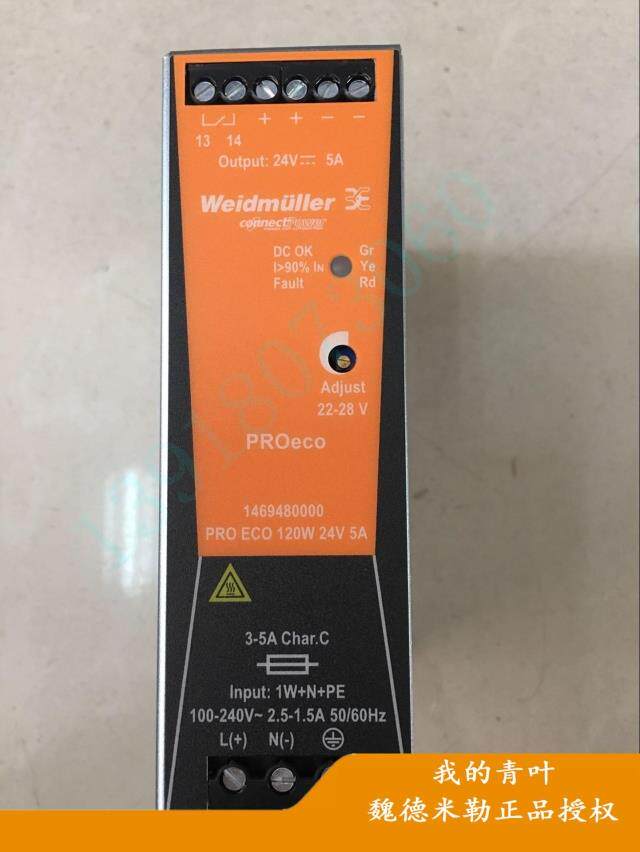 13 14 + + − −
Output: 24V⎓ 5A
Weidmüller
connectPower
DC OK Gr
I>90% IN Ye
Fault Rd
Adjust
22-28 V
PROeco
1469480000
PRO ECO 120W 24V 5A
3-5A Char.C
Input: 1W+N+PE
100-240V~ 2.5-1.5A 50/60Hz
L(+) N(-)
我的青叶
魏德米勒正品授权